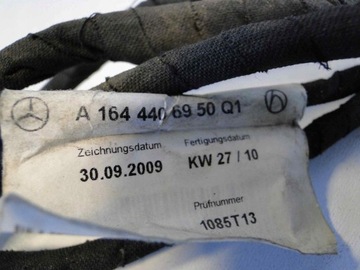 A 164 440 69 50 Q1
Zeichnungsdatum Fertigungsdatum
30.09.2009 KW 27 / 10
Prüfnummer
1085T13